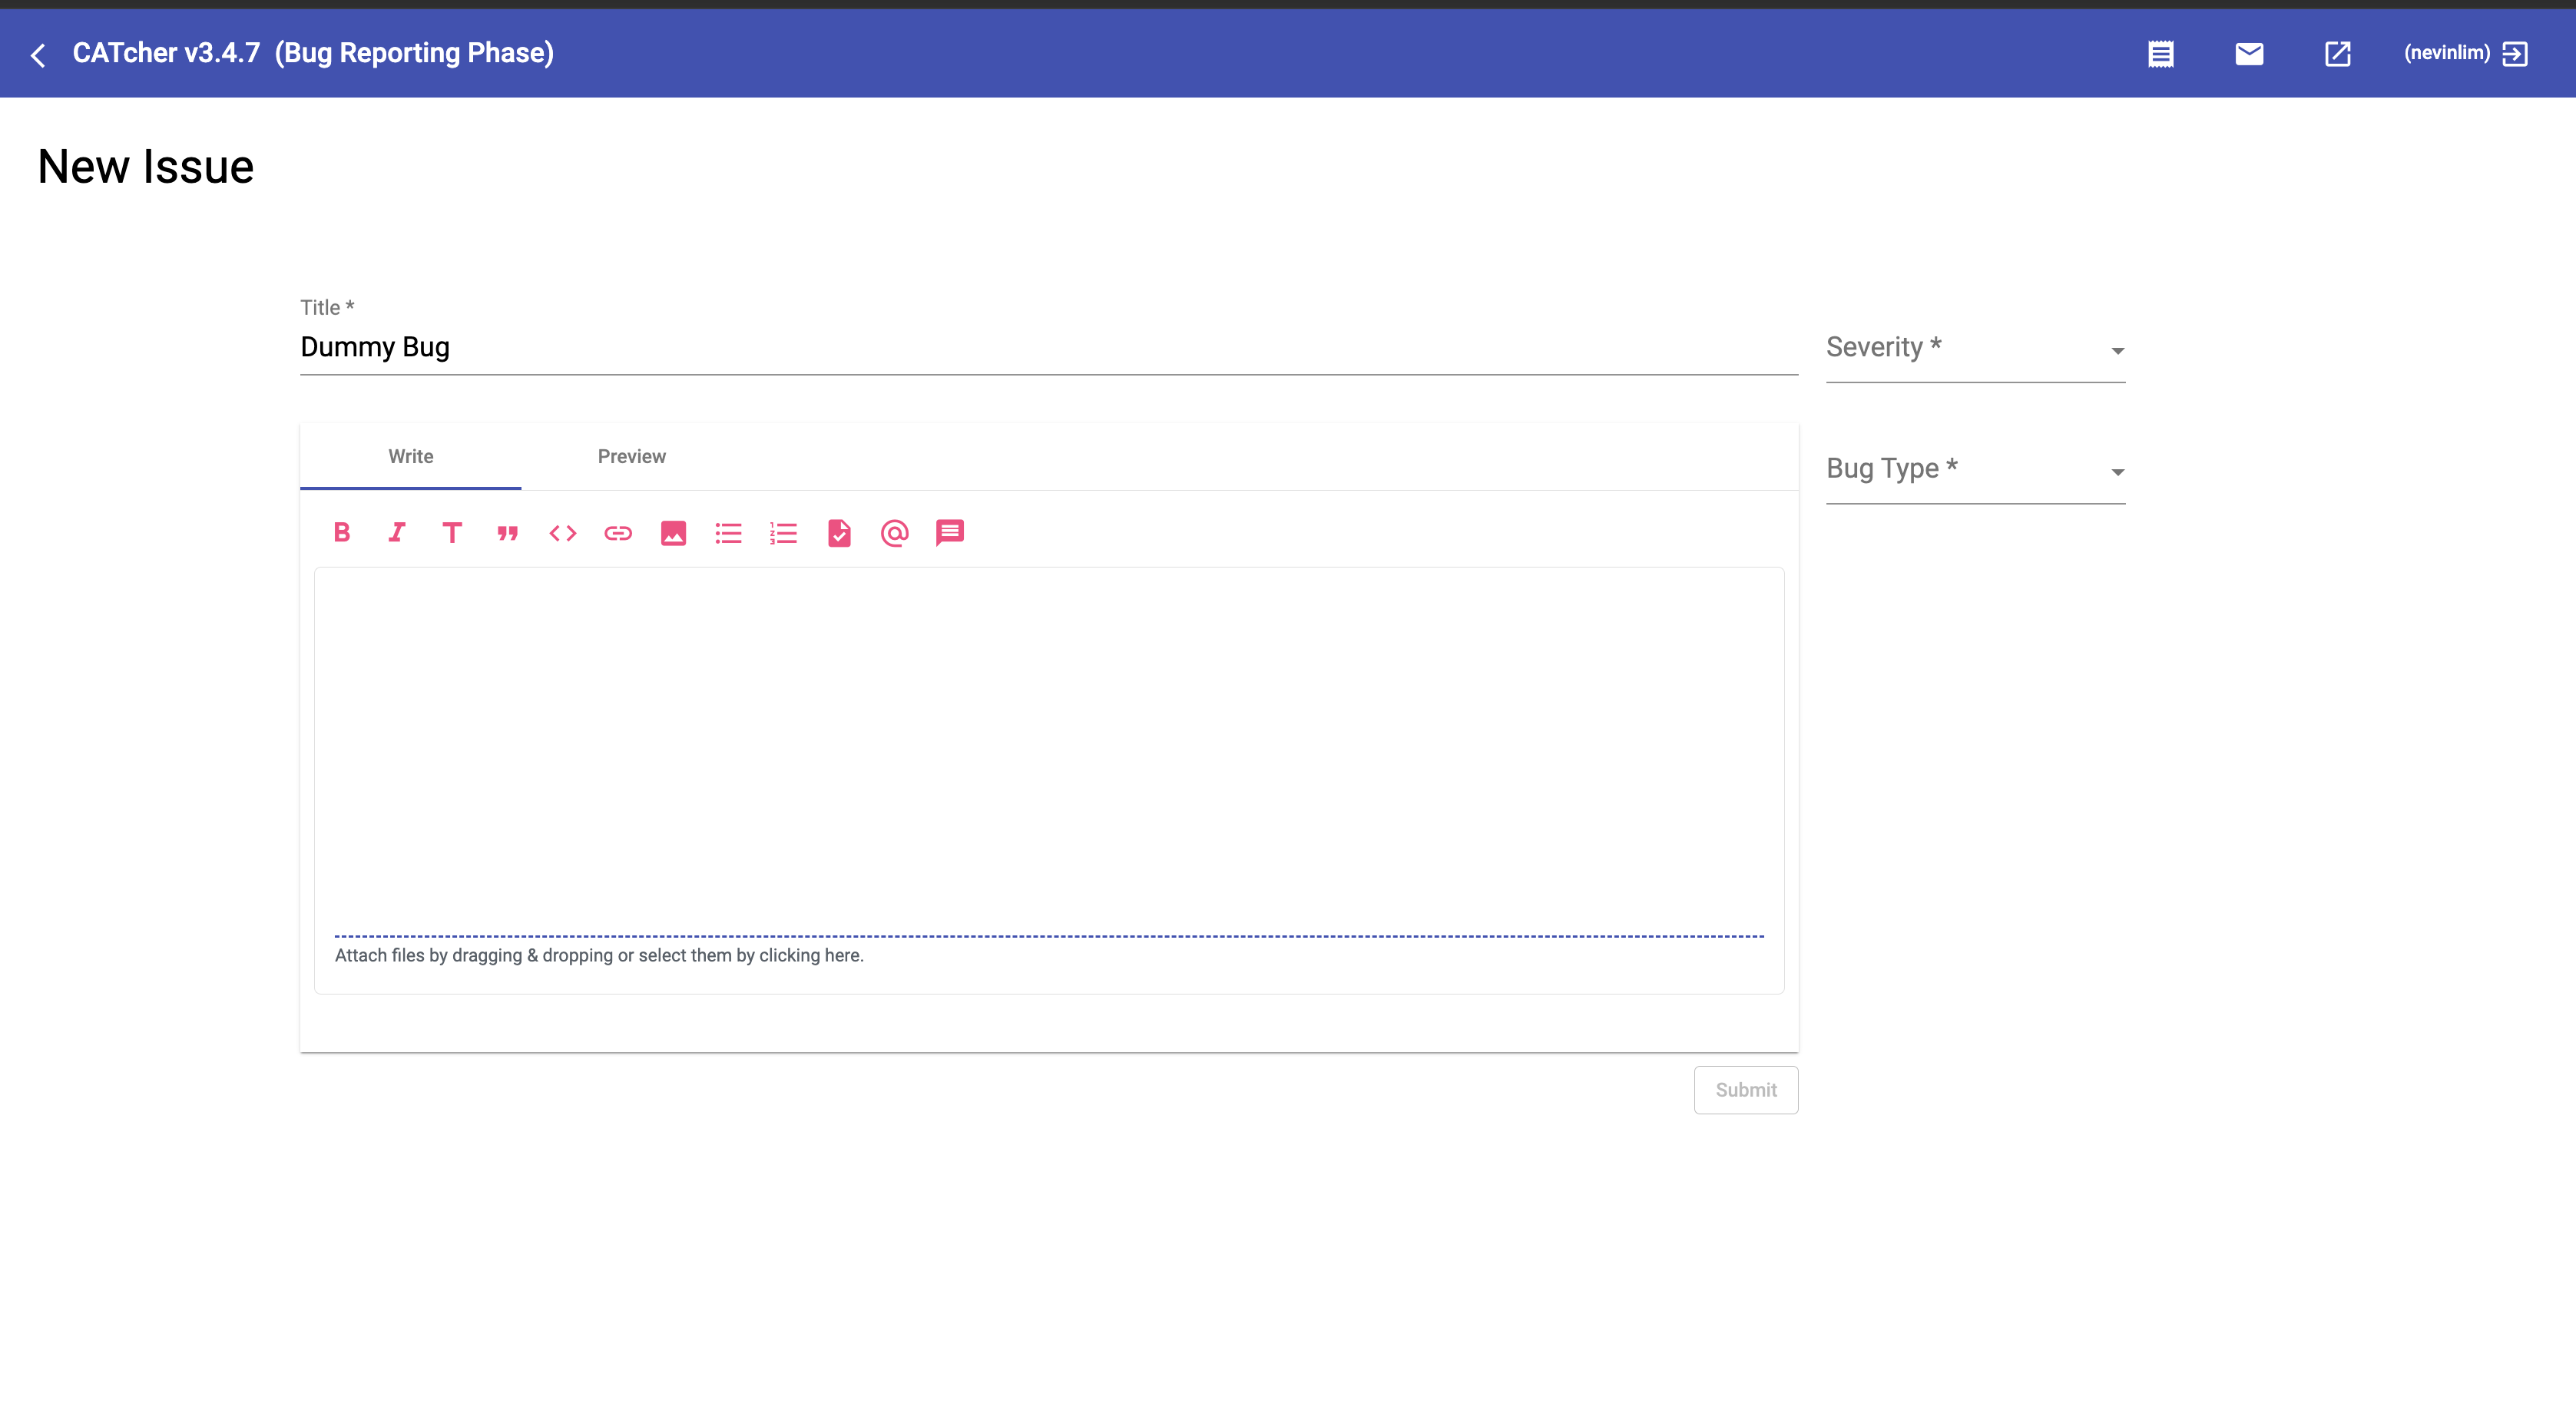 CATcher v3.4.7 (Bug Reporting Phase)
(nevinlim)
New Issue
Title *
Dummy Bug
Severity *
Write
Preview
Bug Type *
Attach files by dragging & dropping or select them by clicking here.
Submit